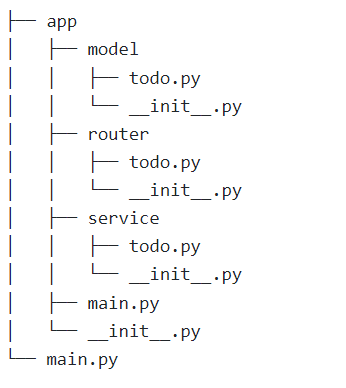 ├── app
│   ├── model
│   │   ├── todo.py
│   │   └── __init__.py
│   ├── router
│   │   ├── todo.py
│   │   └── __init__.py
│   ├── service
│   │   ├── todo.py
│   │   └── __init__.py
│   ├── main.py
│   └── __init__.py
└── main.py